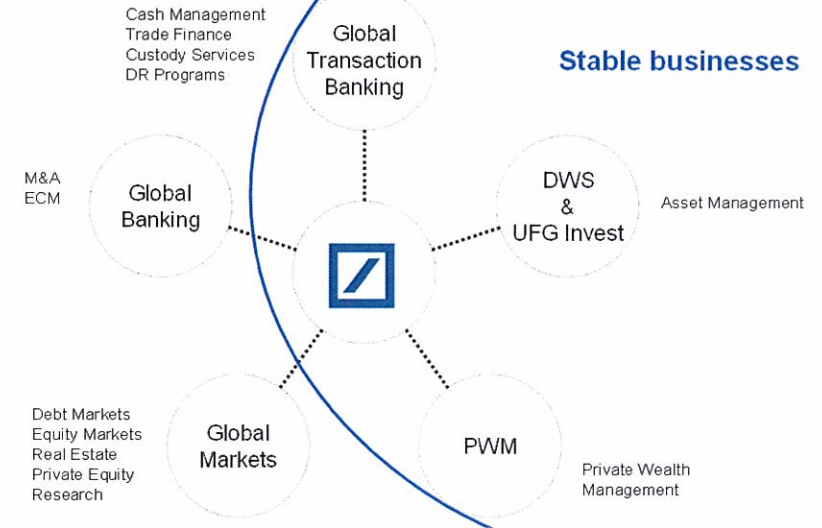 Cash Management
Trade Finance
Custody Services
DR Programs
Global
Transaction
Banking
Stable businesses
M&A
ECM
Global
Banking
DWS
&
UFG Invest
Asset Management
Debt Markets
Equity Markets
Real Estate
Private Equity
Research
Global
Markets
PWM
Private Wealth
Management